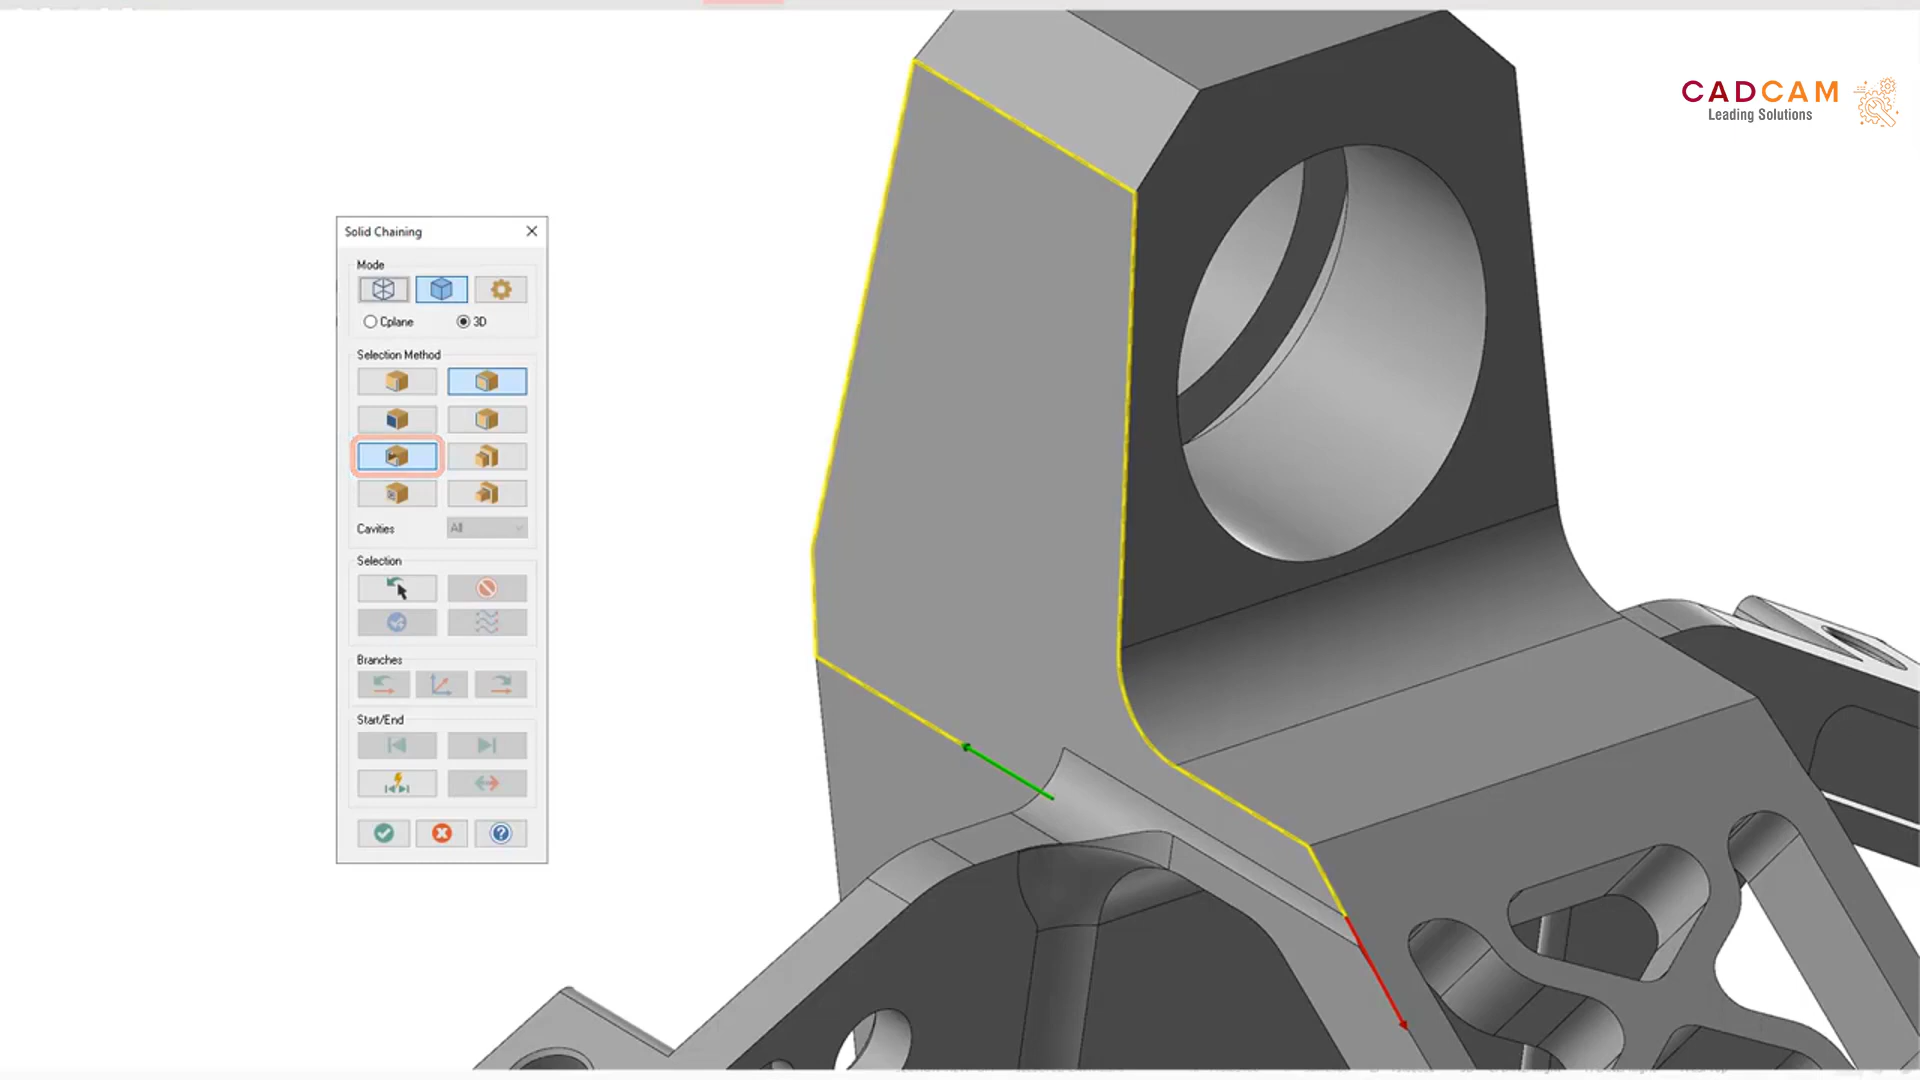 CADCAM
Leading Solutions
Solid Chaining
Mode
Cplane
3D
Selection Method
Cavities
All
Selection
Branches
Start/End